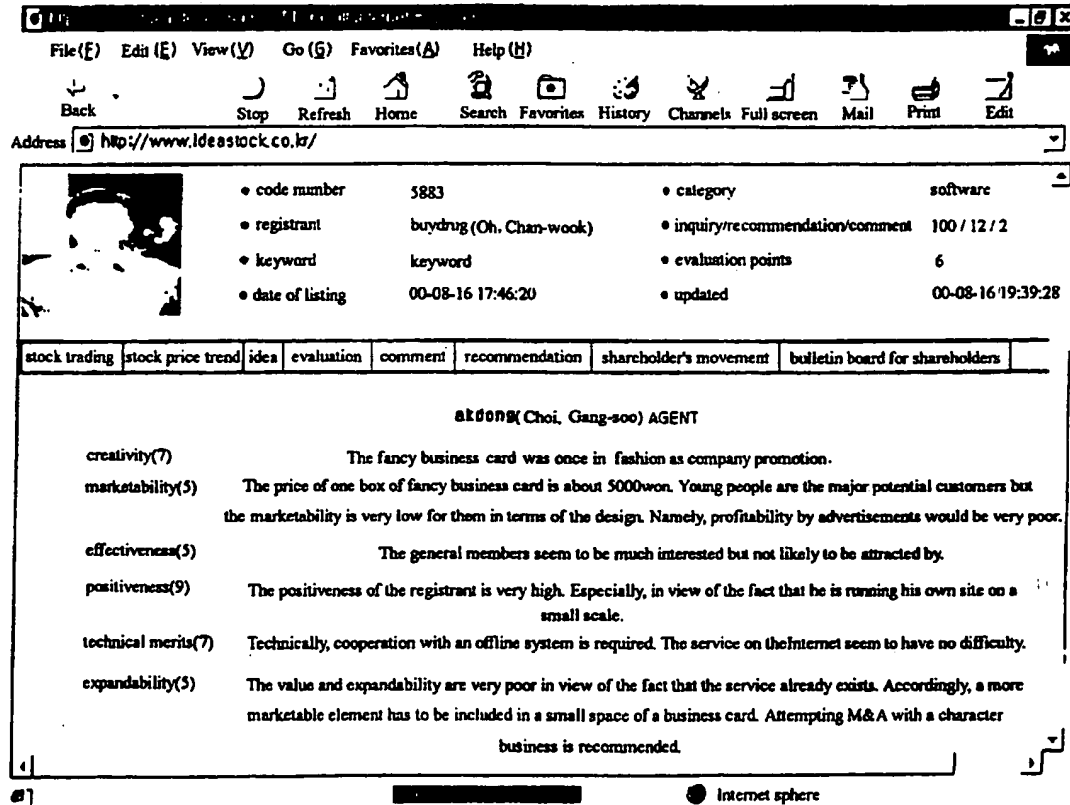 File(F) Edit (E) View(V) Go (G) Favorites(A) Help (H)
Back Stop Refresh Home Search Favorites History Channels Full screen Mail Print Edit
Address http://www.ideastock.co.kr/
• code number 5883 • category software
• registrant buydrug (Oh, Chan-wook) • inquiry/recommendation/comment 100 / 12 / 2
• keyword keyword • evaluation points 6
• date of listing 00-08-16 17:46:20 • updated 00-08-16 19:39:28
stock trading stock price trend idea evaluation comment recommendation shareholder's movement bulletin board for shareholders
akdong( Choi, Gang-soo) AGENT
creativity(7) The fancy business card was once in fashion as company promotion.
marketability(5) The price of one box of fancy business card is about 5000won. Young people are the major potential customers but
the marketability is very low for them in terms of the design. Namely, profitability by advertisements would be very poor.
effectiveness(5) The general members seem to be much interested but not likely to be attracted by.
positiveness(9) The positiveness of the registrant is very high. Especially, in view of the fact that he is running his own site on a
small scale.
technical merits(7) Technically, cooperation with an offline system is required. The service on theInternet seem to have no difficulty.
expandability(5) The value and expandability are very poor in view of the fact that the service already exists. Accordingly, a more
marketable element has to be included in a small space of a business card. Attempting M&A with a character
business is recommended.
Internet sphere